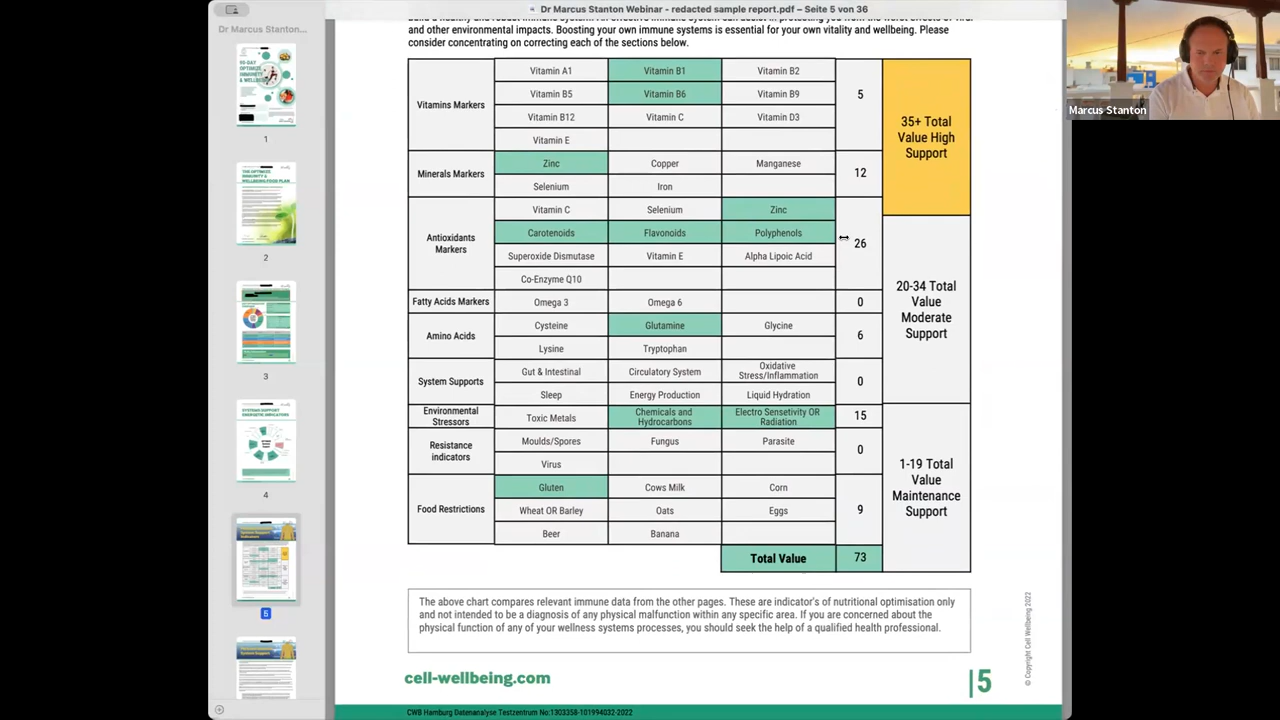 Dr Marcus Stanton Webinar - redacted sample report.pdf – Seite 5 von 36
Dr Marcus Stanton...
1
2
3
4
5
Marcus Stanton
and other environmental impacts. Boosting your own immune systems is essential for your own vitality and wellbeing. Please
consider concentrating on correcting each of the sections below.
Vitamins Markers
Vitamin A1 Vitamin B1 Vitamin B2
Vitamin B5 Vitamin B6 Vitamin B9
Vitamin B12 Vitamin C Vitamin D3
Vitamin E
5
Minerals Markers
Zinc Copper Manganese
Selenium Iron
12
Antioxidants
Markers
Vitamin C Selenium Zinc
Carotenoids Flavonoids Polyphenols
Superoxide Dismutase Vitamin E Alpha Lipoic Acid
Co-Enzyme Q10
26
Fatty Acids Markers Omega 3 Omega 6 0
Amino Acids
Cysteine Glutamine Glycine
Lysine Tryptophan
6
System Supports
Gut & Intestinal Circulatory System Oxidative
Stress/Inflammation
Sleep Energy Production Liquid Hydration
0
Environmental
Stressors
Toxic Metals Chemicals and
Hydrocarbons
Electro Sensetivity OR
Radiation
15
Resistance
indicators
Moulds/Spores Fungus Parasite
Virus
0
Food Restrictions
Gluten Cows Milk Corn
Wheat OR Barley Oats Eggs
Beer Banana
9
Total Value 73
35+ Total
Value High
Support
20-34 Total
Value
Moderate
Support
1-19 Total
Value
Maintenance
Support
The above chart compares relevant immune data from the other pages. These are indicator's of nutritional optimisation only
and not intended to be a diagnosis of any physical malfunction within any specific area. If you are concerned about the
physical function of any of your wellness systems processes, you should seek the help of a qualified health professional.
© Copyright Cell Wellbeing 2022
cell-wellbeing.com
|5
CWB Hamburg Datenanalyse Testzentrum No:1303358-101994032-2022